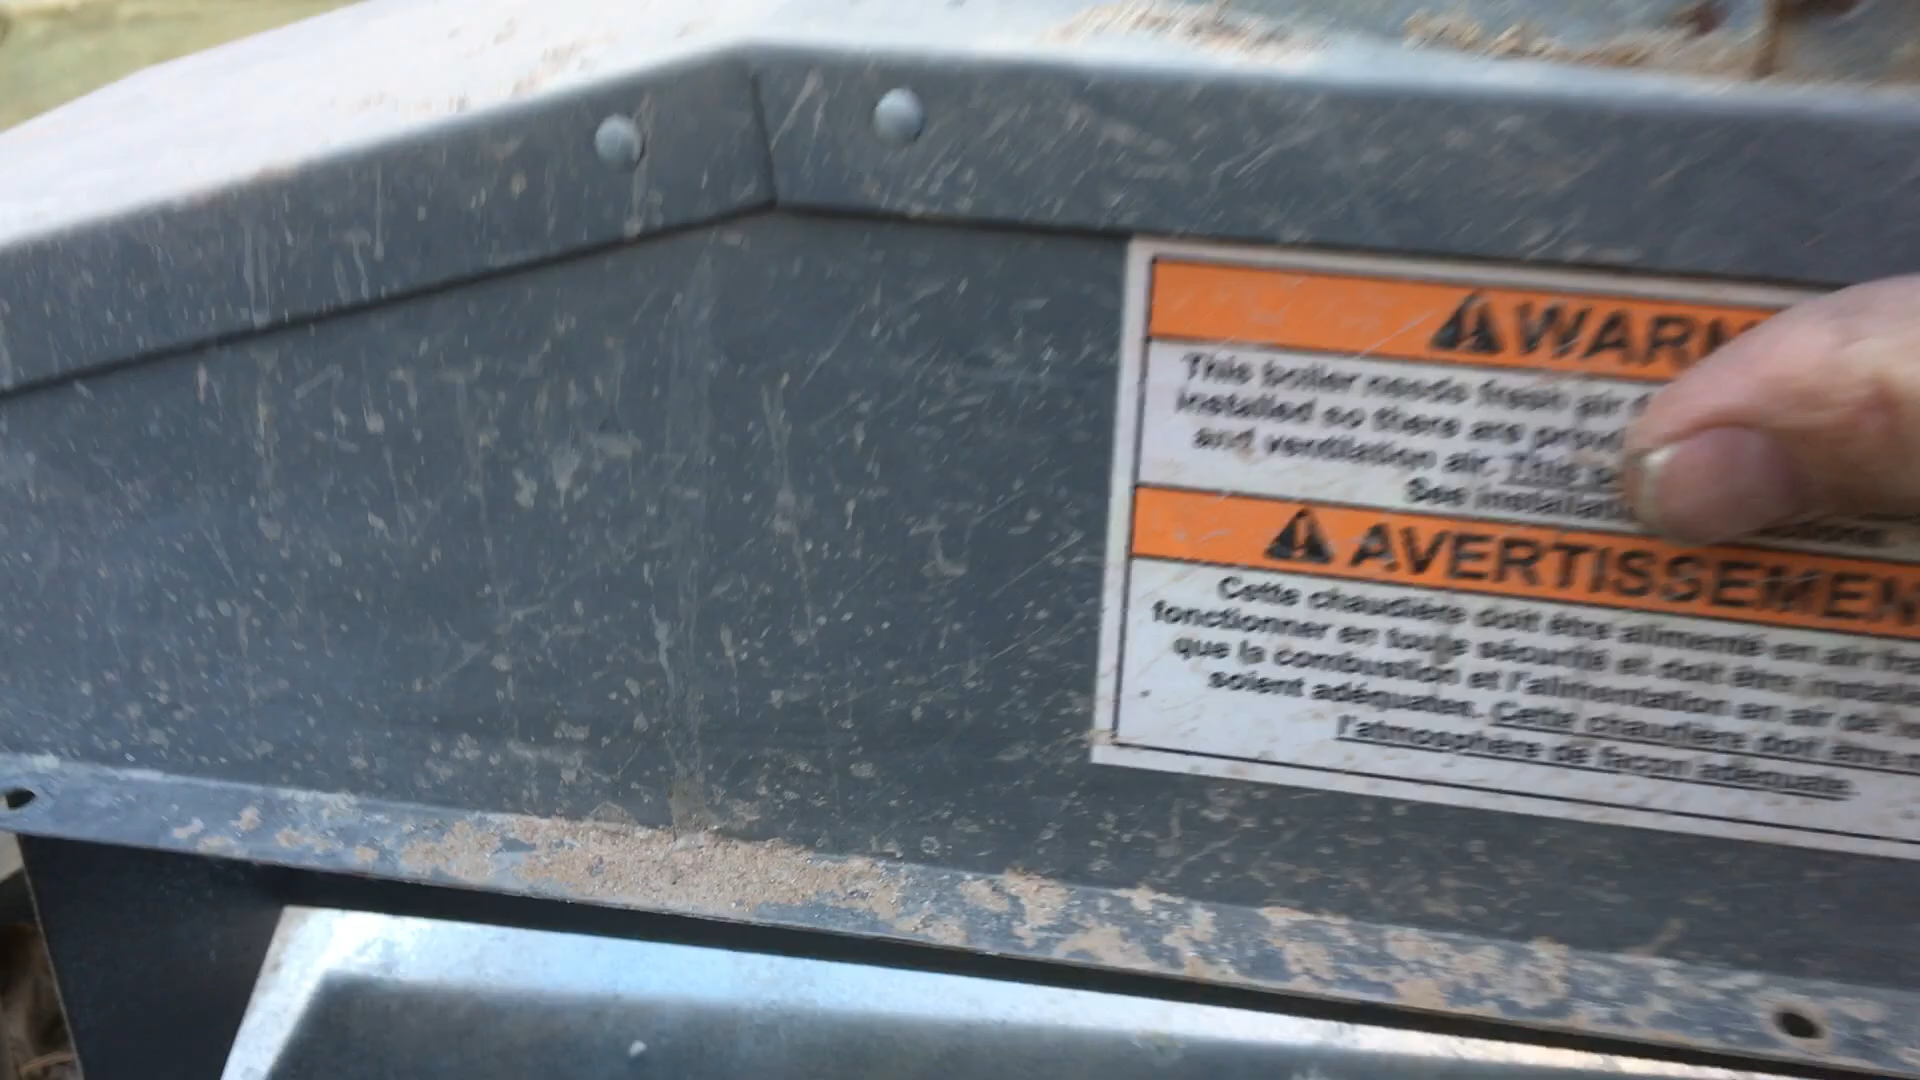 WARN
This boiler needs fresh air
installed so there are
and ventilation air. This
See
AVERTISSEMEN
Cette chaudière doit être alimenté en air
fonctionner en toute sécurité et doit être
que la combustion et l'alimentation en air de
soient adéquates. Cette chaudière doit être
l'atmosphère de façon adéquate.